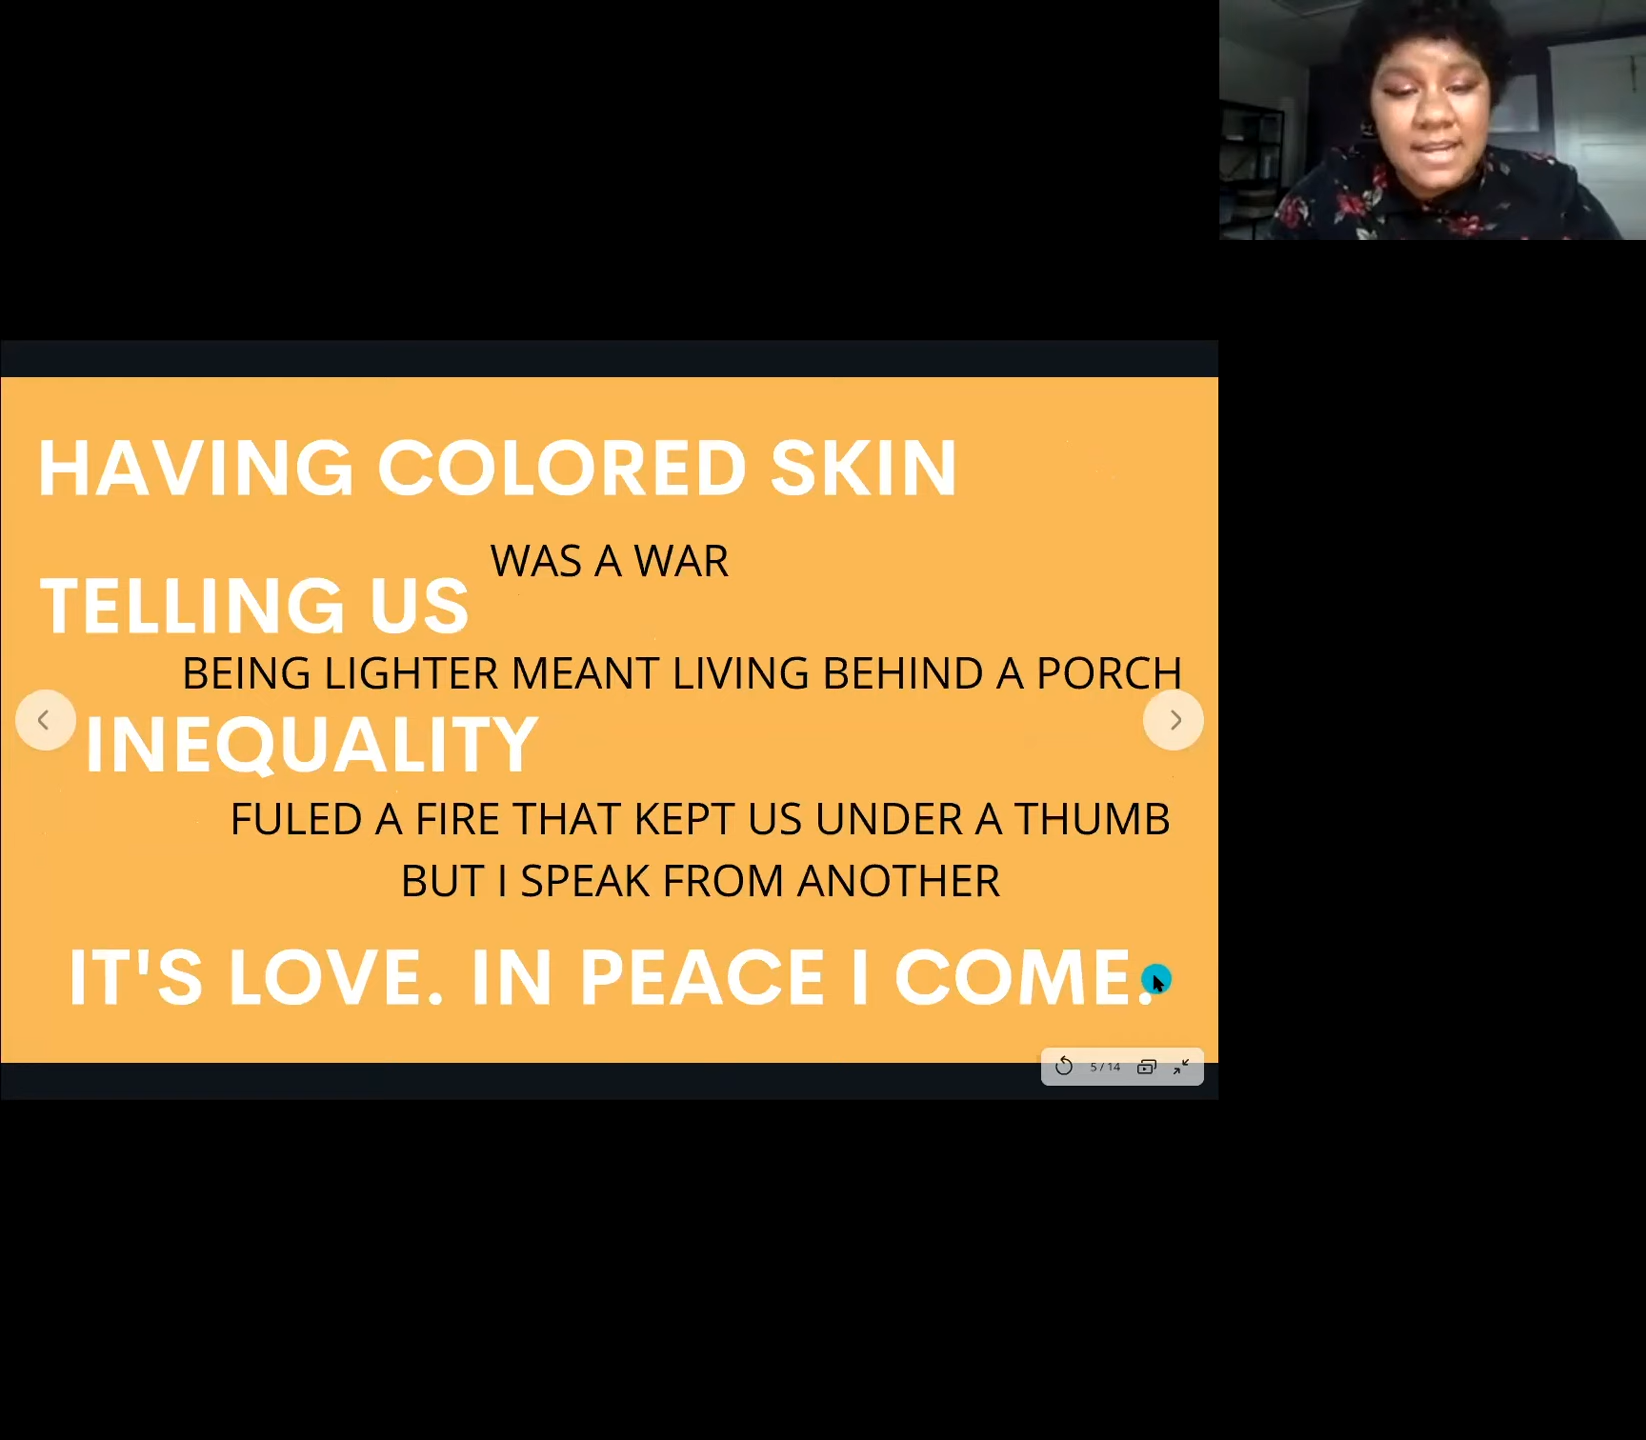 HAVING COLORED SKIN
WAS A WAR
TELLING US
BEING LIGHTER MEANT LIVING BEHIND A PORCH
INEQUALITY
FULED A FIRE THAT KEPT US UNDER A THUMB
BUT I SPEAK FROM ANOTHER
IT'S LOVE. IN PEACE I COME.
5 / 14